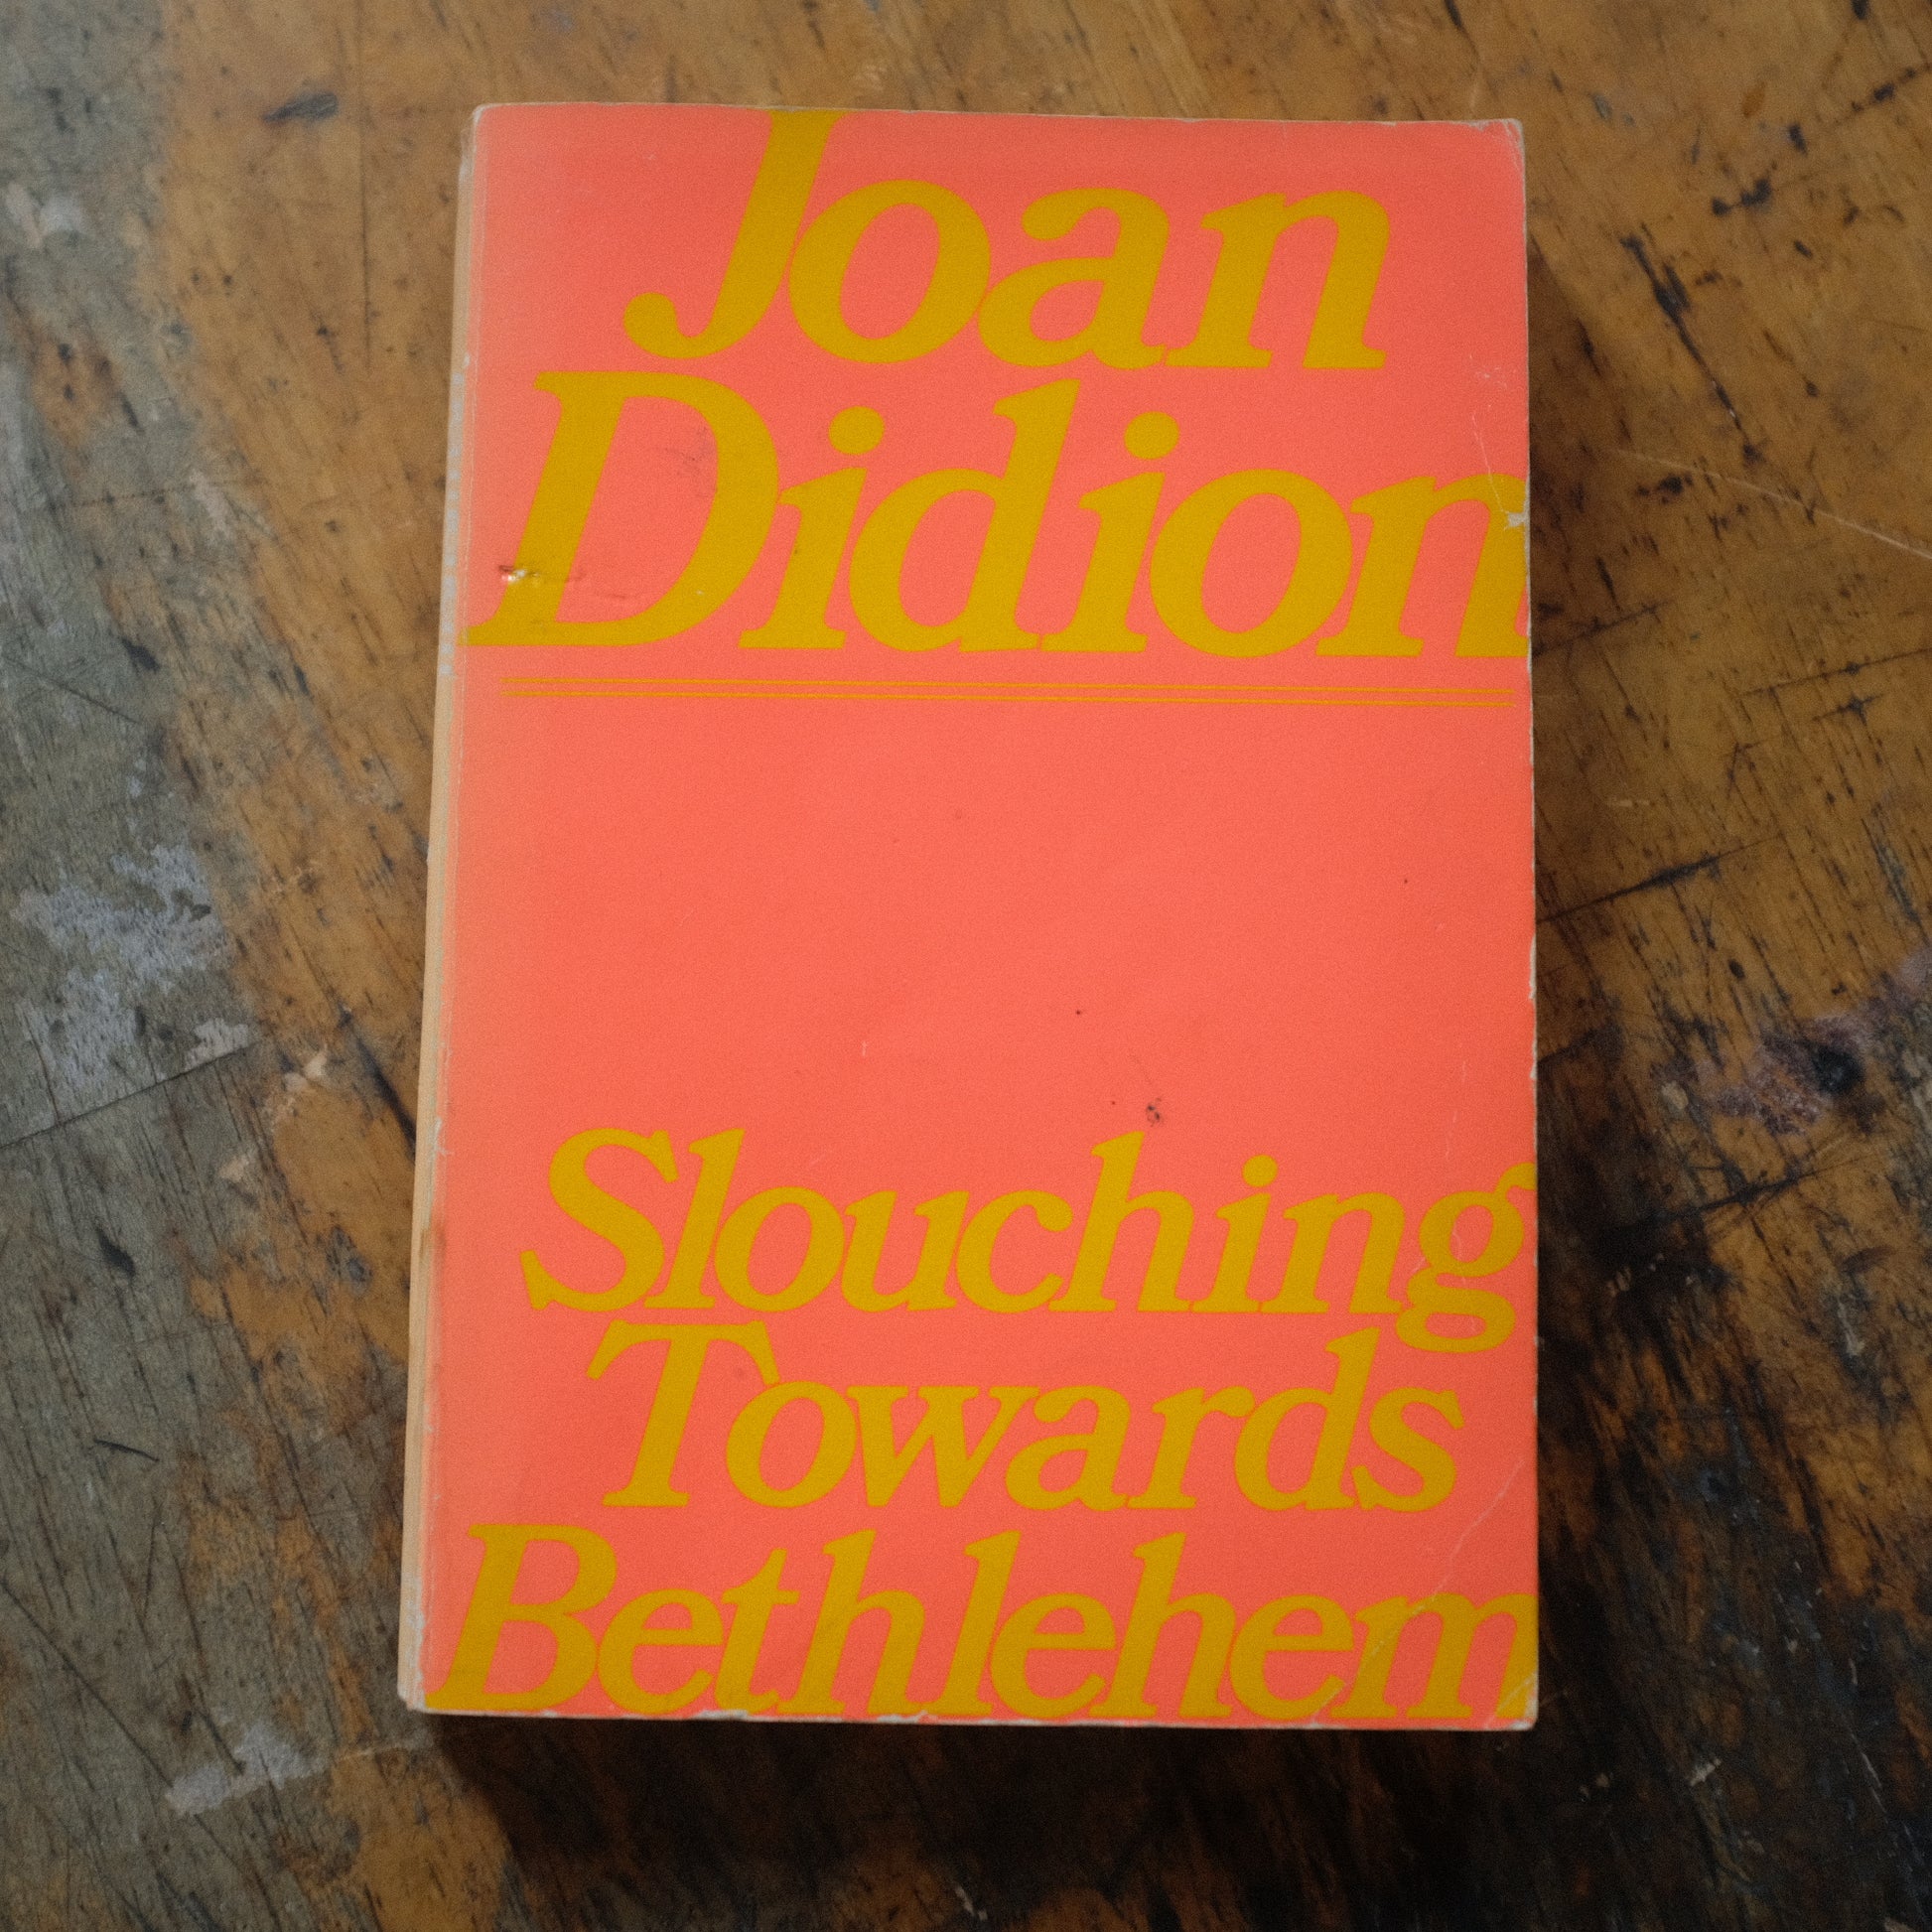 Joan
Didion
Slouching
Towards
Bethlehem